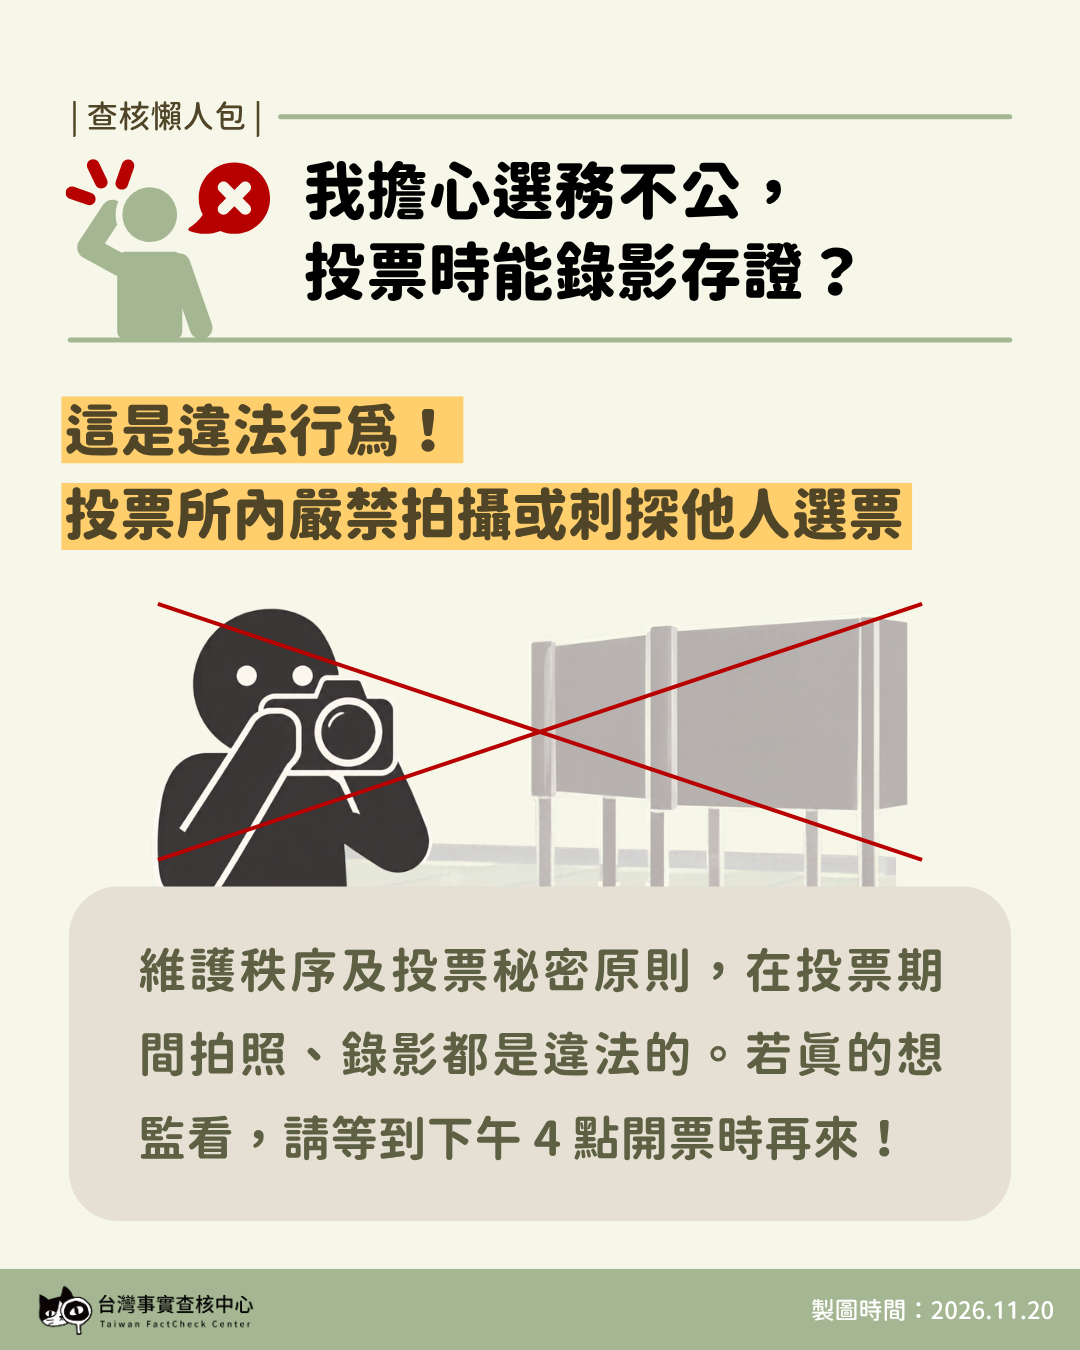 |查核懶人包|
我擔心選務不公，
投票時能錄影存證？
這是違法行為！
投票所內嚴禁拍攝或刺探他人選票
維護秩序及投票秘密原則，在投票期
間拍照、錄影都是違法的。若真的想
監看，請等到下午 4 點開票時再來！
台灣事實查核中心
Taiwan FactCheck Center
製圖時間：2026.11.20